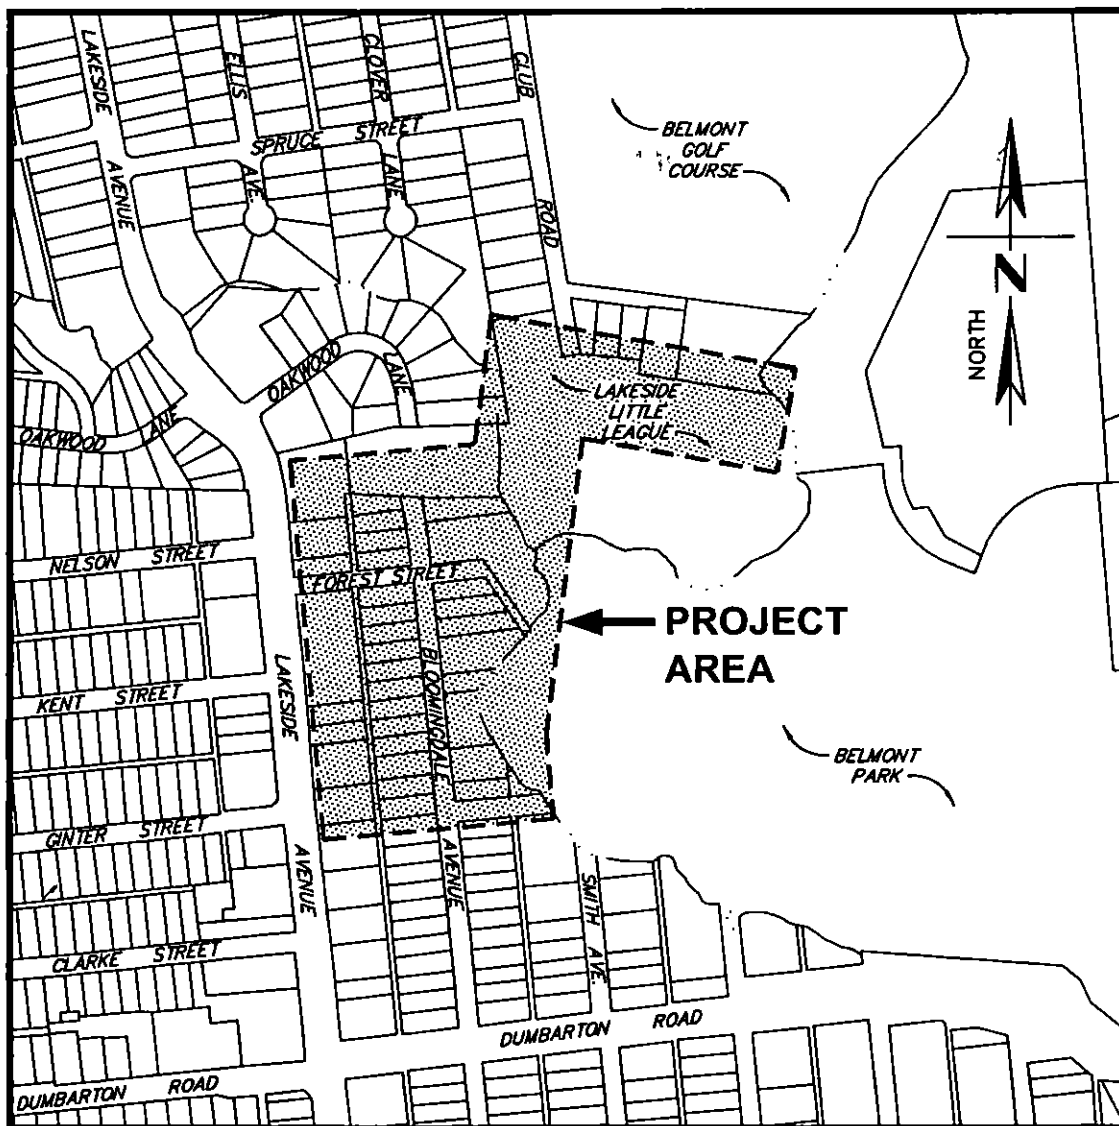 LAKESIDE
AVENUE
ELLIS
AVE.
CLOVER
LANE
CLUB
ROAD
SPRUCE STREET
BELMONT
GOLF
COURSE
NORTH
N
OAKWOOD
LANE
OAKWOOD
LANE
LAKESIDE
LITTLE
LEAGUE
NELSON STREET
FOREST STREET
PROJECT
AREA
BLOOMINGDALE
AVENUE
LAKESIDE
AVENUE
KENT STREET
BELMONT
PARK
GINTER STREET
SMITH AVE.
CLARKE STREET
DUMBARTON ROAD
DUMBARTON ROAD